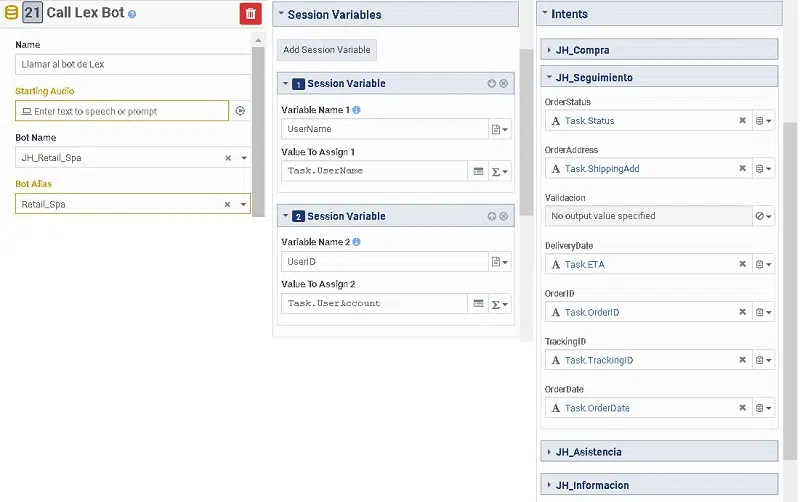 21 Call Lex Bot
Name
Llamar al bot de Lex
Starting Audio
Enter text to speech or prompt
Bot Name
JH_Retail_Spa
Bot Alias
Retail_Spa
Session Variables
Add Session Variable
1 Session Variable
Variable Name 1
UserName
Value To Assign 1
Task.UserName
2 Session Variable
Variable Name 2
UserID
Value To Assign 2
Task.UserAccount
Intents
JH_Compra
JH_Seguimiento
OrderStatus
Task.Status
OrderAddress
Task.ShippingAdd
Validacion
No output value specified
DeliveryDate
Task.ETA
OrderID
Task.OrderID
TrackingID
Task.TrackingID
OrderDate
Task.OrderDate
JH_Asistencia
JH_Informacion